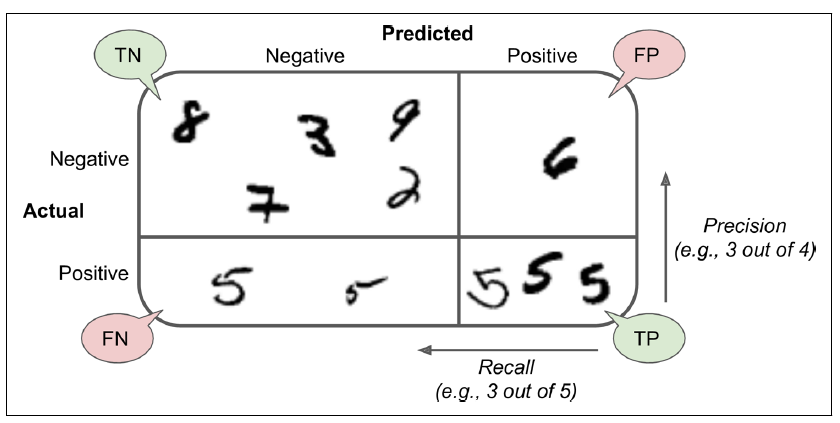 Predicted
TN
Negative
Positive
FP
8
3
9
Negative
6
7
2
Actual
Precision
(e.g., 3 out of 4)
Positive
5
5
5
5
5
FN
TP
Recall
(e.g., 3 out of 5)